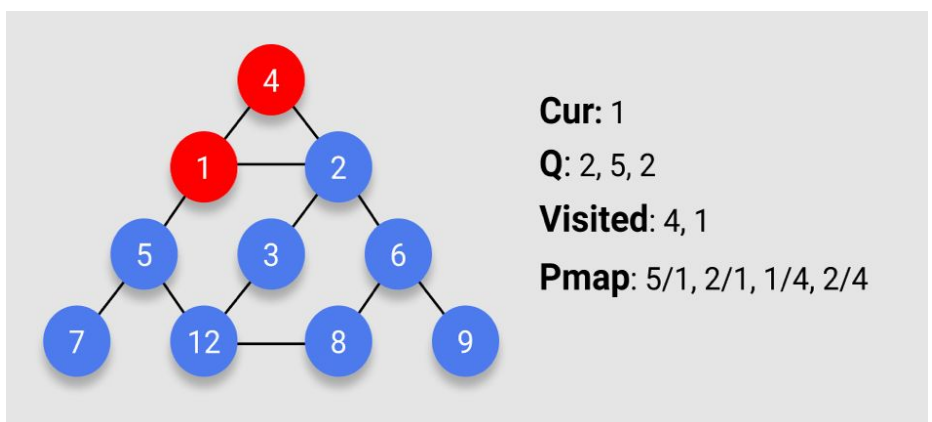 4
1 2
5 3 6
7 12 8 9
Cur: 1
Q: 2, 5, 2
Visited: 4, 1
Pmap: 5/1, 2/1, 1/4, 2/4